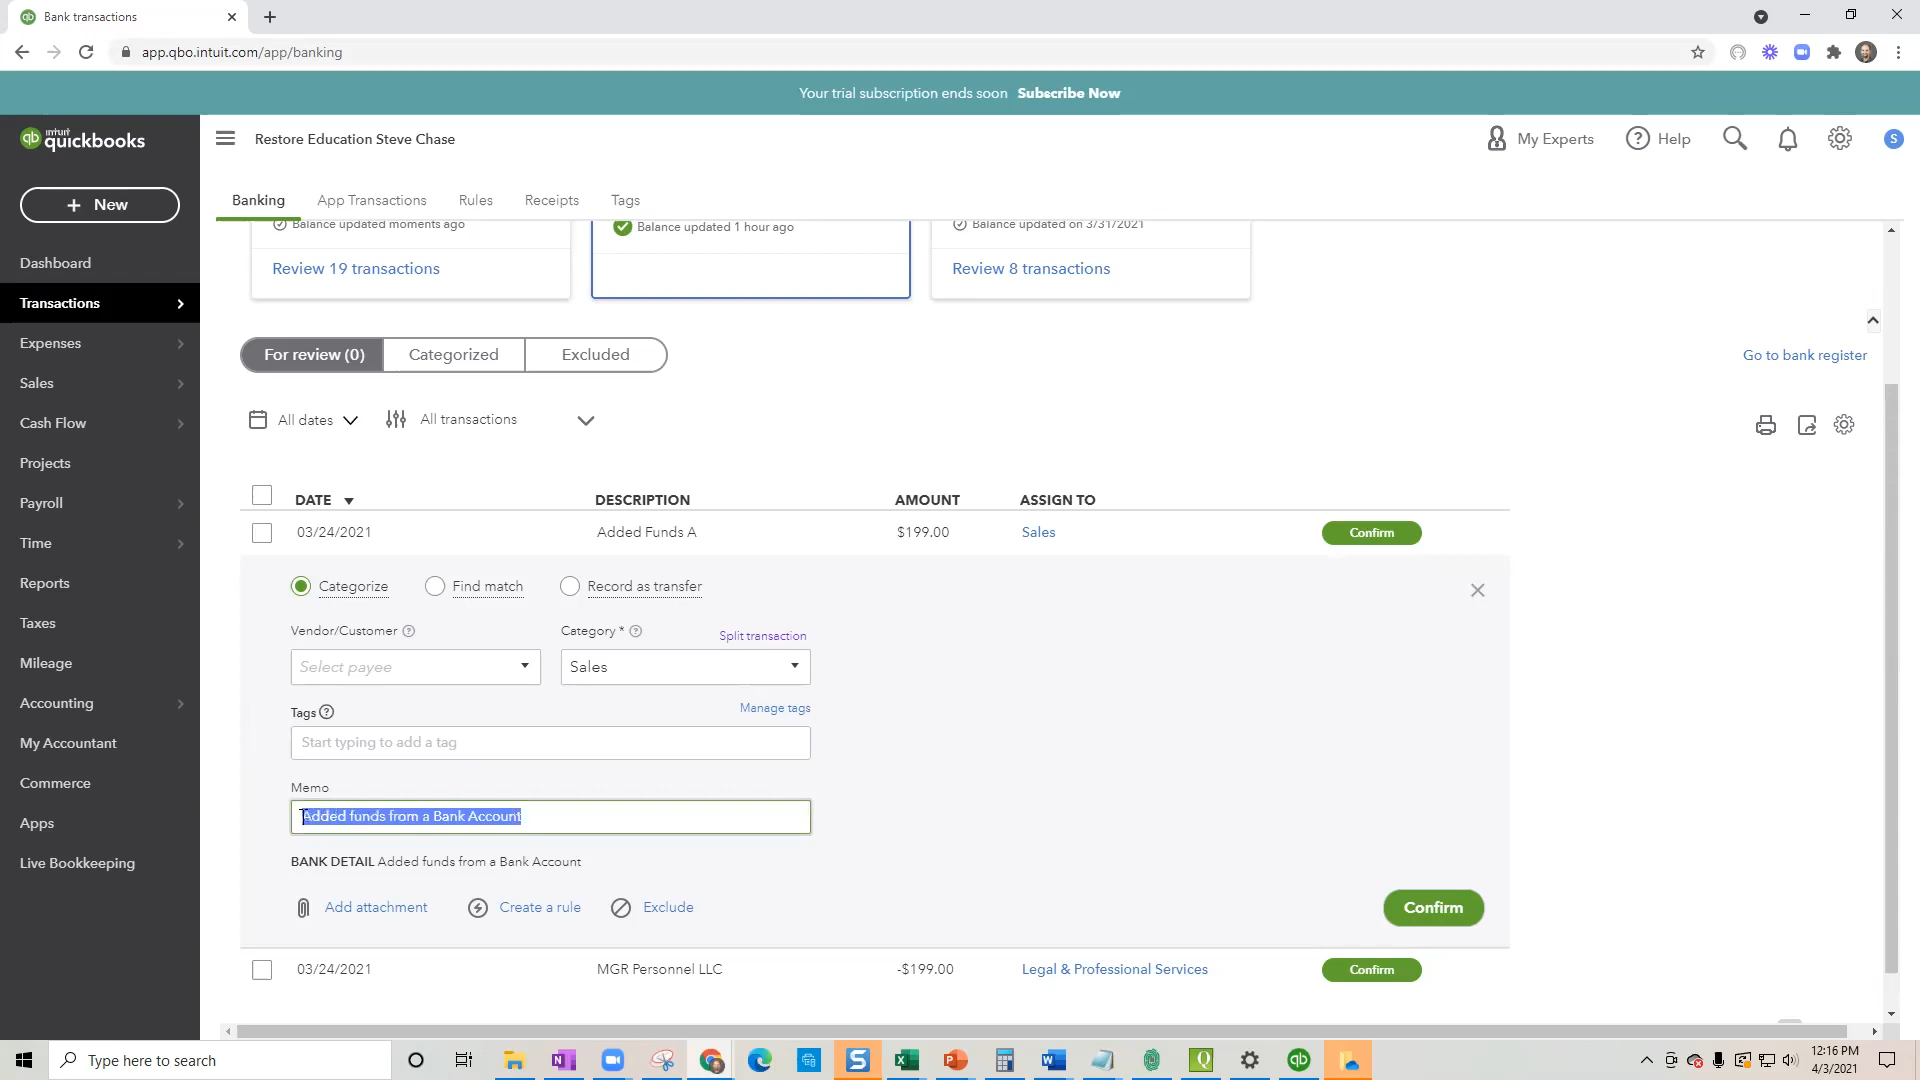 Bank transactions
app.qbo.intuit.com/app/banking
Your trial subscription ends soon Subscribe Now
qb intuit quickbooks
Restore Education Steve Chase
My Experts
Help
S
+ New
Banking
App Transactions
Rules
Receipts
Tags
Balance updated moments ago
Balance updated 1 hour ago
Balance updated on 3/31/2021
Review 19 transactions
Review 8 transactions
Dashboard
Transactions
Expenses
Sales
Cash Flow
Projects
Payroll
Time
Reports
Taxes
Mileage
Accounting
My Accountant
Commerce
Apps
Live Bookkeeping
For review (0)
Categorized
Excluded
Go to bank register
All dates
All transactions
DATE DESCRIPTION AMOUNT ASSIGN TO
03/24/2021 Added Funds A $199.00 Sales Confirm
Categorize
Find match
Record as transfer
Vendor/Customer
Category *
Split transaction
Select payee
Sales
Tags
Manage tags
Start typing to add a tag
Memo
Added funds from a Bank Account
BANK DETAIL Added funds from a Bank Account
Add attachment
Create a rule
Exclude
Confirm
03/24/2021 MGR Personnel LLC -$199.00 Legal & Professional Services Confirm
Type here to search
12:16 PM
4/3/2021